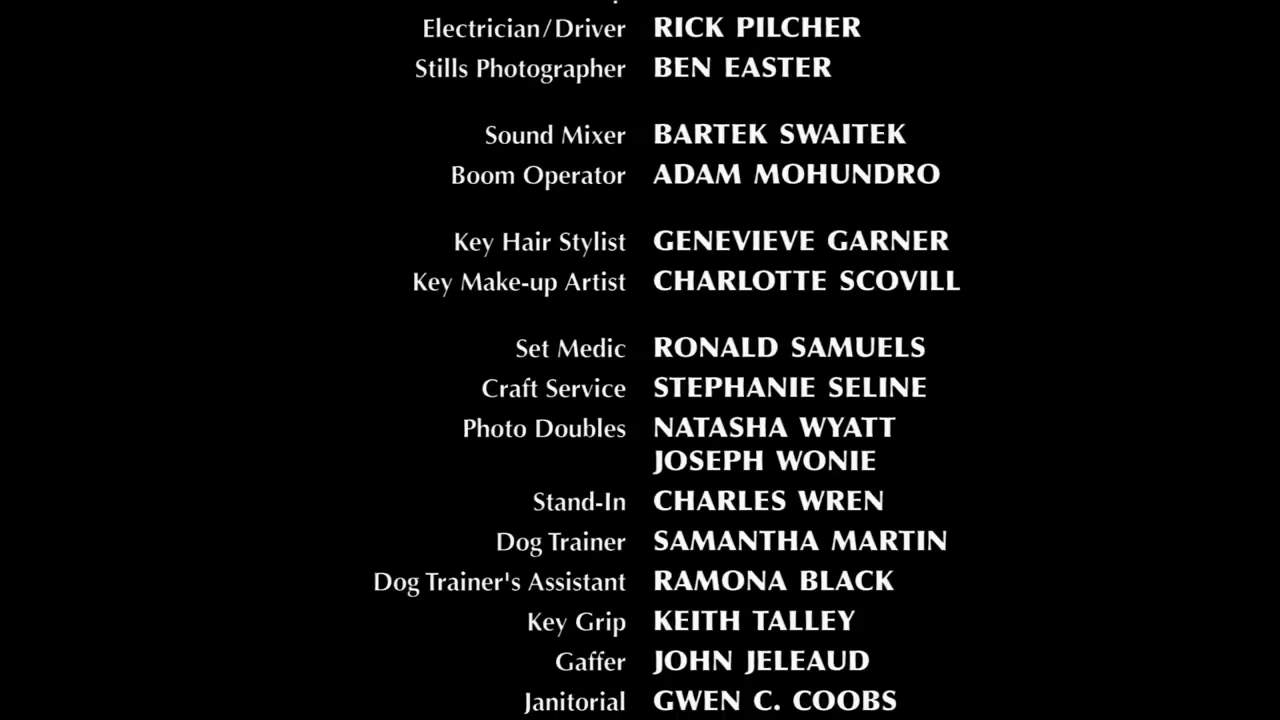 Electrician/Driver RICK PILCHER
Stills Photographer BEN EASTER
Sound Mixer BARTEK SWAITEK
Boom Operator ADAM MOHUNDRO
Key Hair Stylist GENEVIEVE GARNER
Key Make-up Artist CHARLOTTE SCOVILL
Set Medic RONALD SAMUELS
Craft Service STEPHANIE SELINE
Photo Doubles NATASHA WYATT
JOSEPH WONIE
Stand-In CHARLES WREN
Dog Trainer SAMANTHA MARTIN
Dog Trainer's Assistant RAMONA BLACK
Key Grip KEITH TALLEY
Gaffer JOHN JELEAUD
Janitorial GWEN C. COOBS